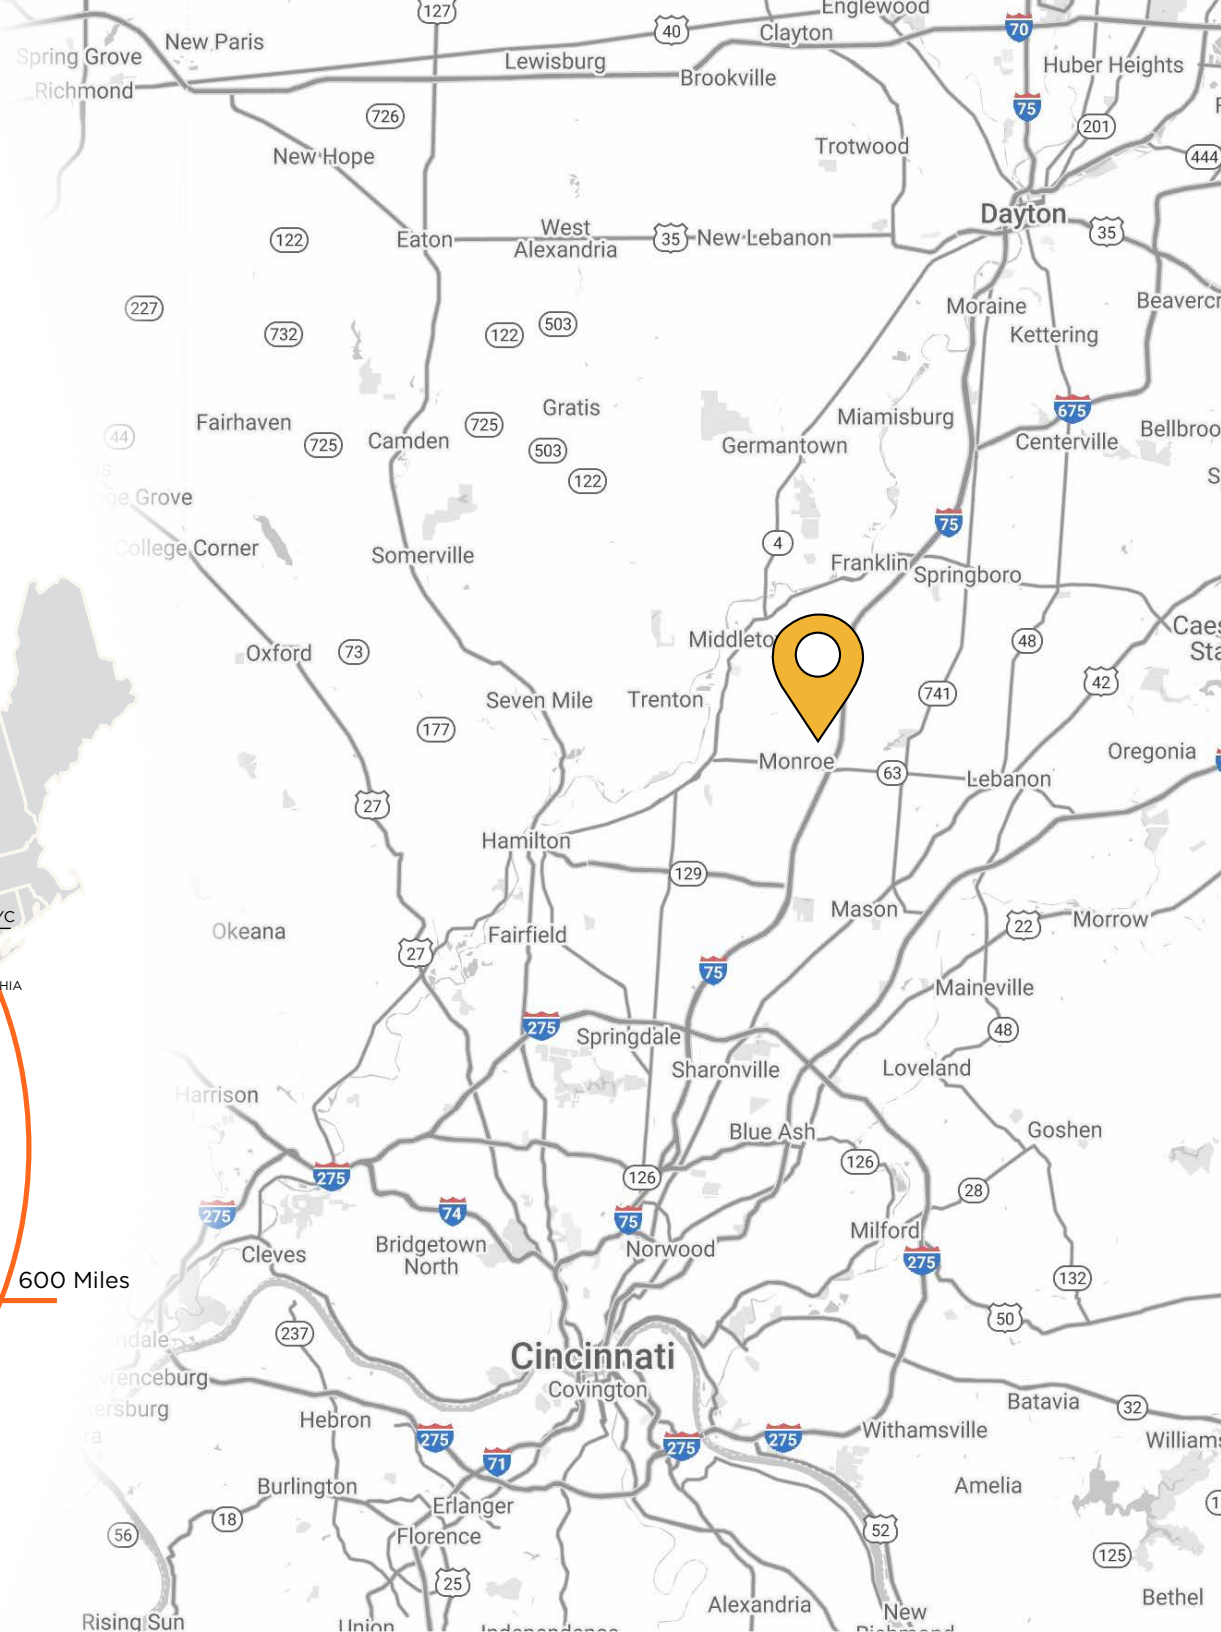 127
Englewood
40
Clayton
70
New Paris
Spring Grove
Lewisburg
Huber Heights
Brookville
Richmond
75
726
201
Trotwood
444
New Hope
Dayton
122
Eaton
West
Alexandria
35
New Lebanon
35
227
503
Moraine
732
122
Kettering
Gratis
675
Fairhaven
725
Miamisburg
44
725
Camden
503
Germantown
Centerville
122
75
Grove
College Corner
4
Somerville
Franklin
Springboro
Oxford
73
48
Seven Mile
Trenton
741
42
177
Monroe
63
Oregonia
Lebanon
27
Hamilton
129
Mason
22
Morrow
Okeana
Fairfield
27
75
HIA
Maineville
275
Springdale
48
Sharonville
Loveland
Harrison
Blue Ash
Goshen
126
126
275
28
275
74
75
Milford
Bridgetown
North
Cleves
Norwood
275
600 Miles
132
50
237
Cincinnati
Covington
Batavia
32
Hebron
275
275
275
Withamsville
71
Burlington
Amelia
Erlanger
18
Florence
56
52
125
25
Bethel
Alexandria
New
Rising Sun
Union
Independence
Richmond